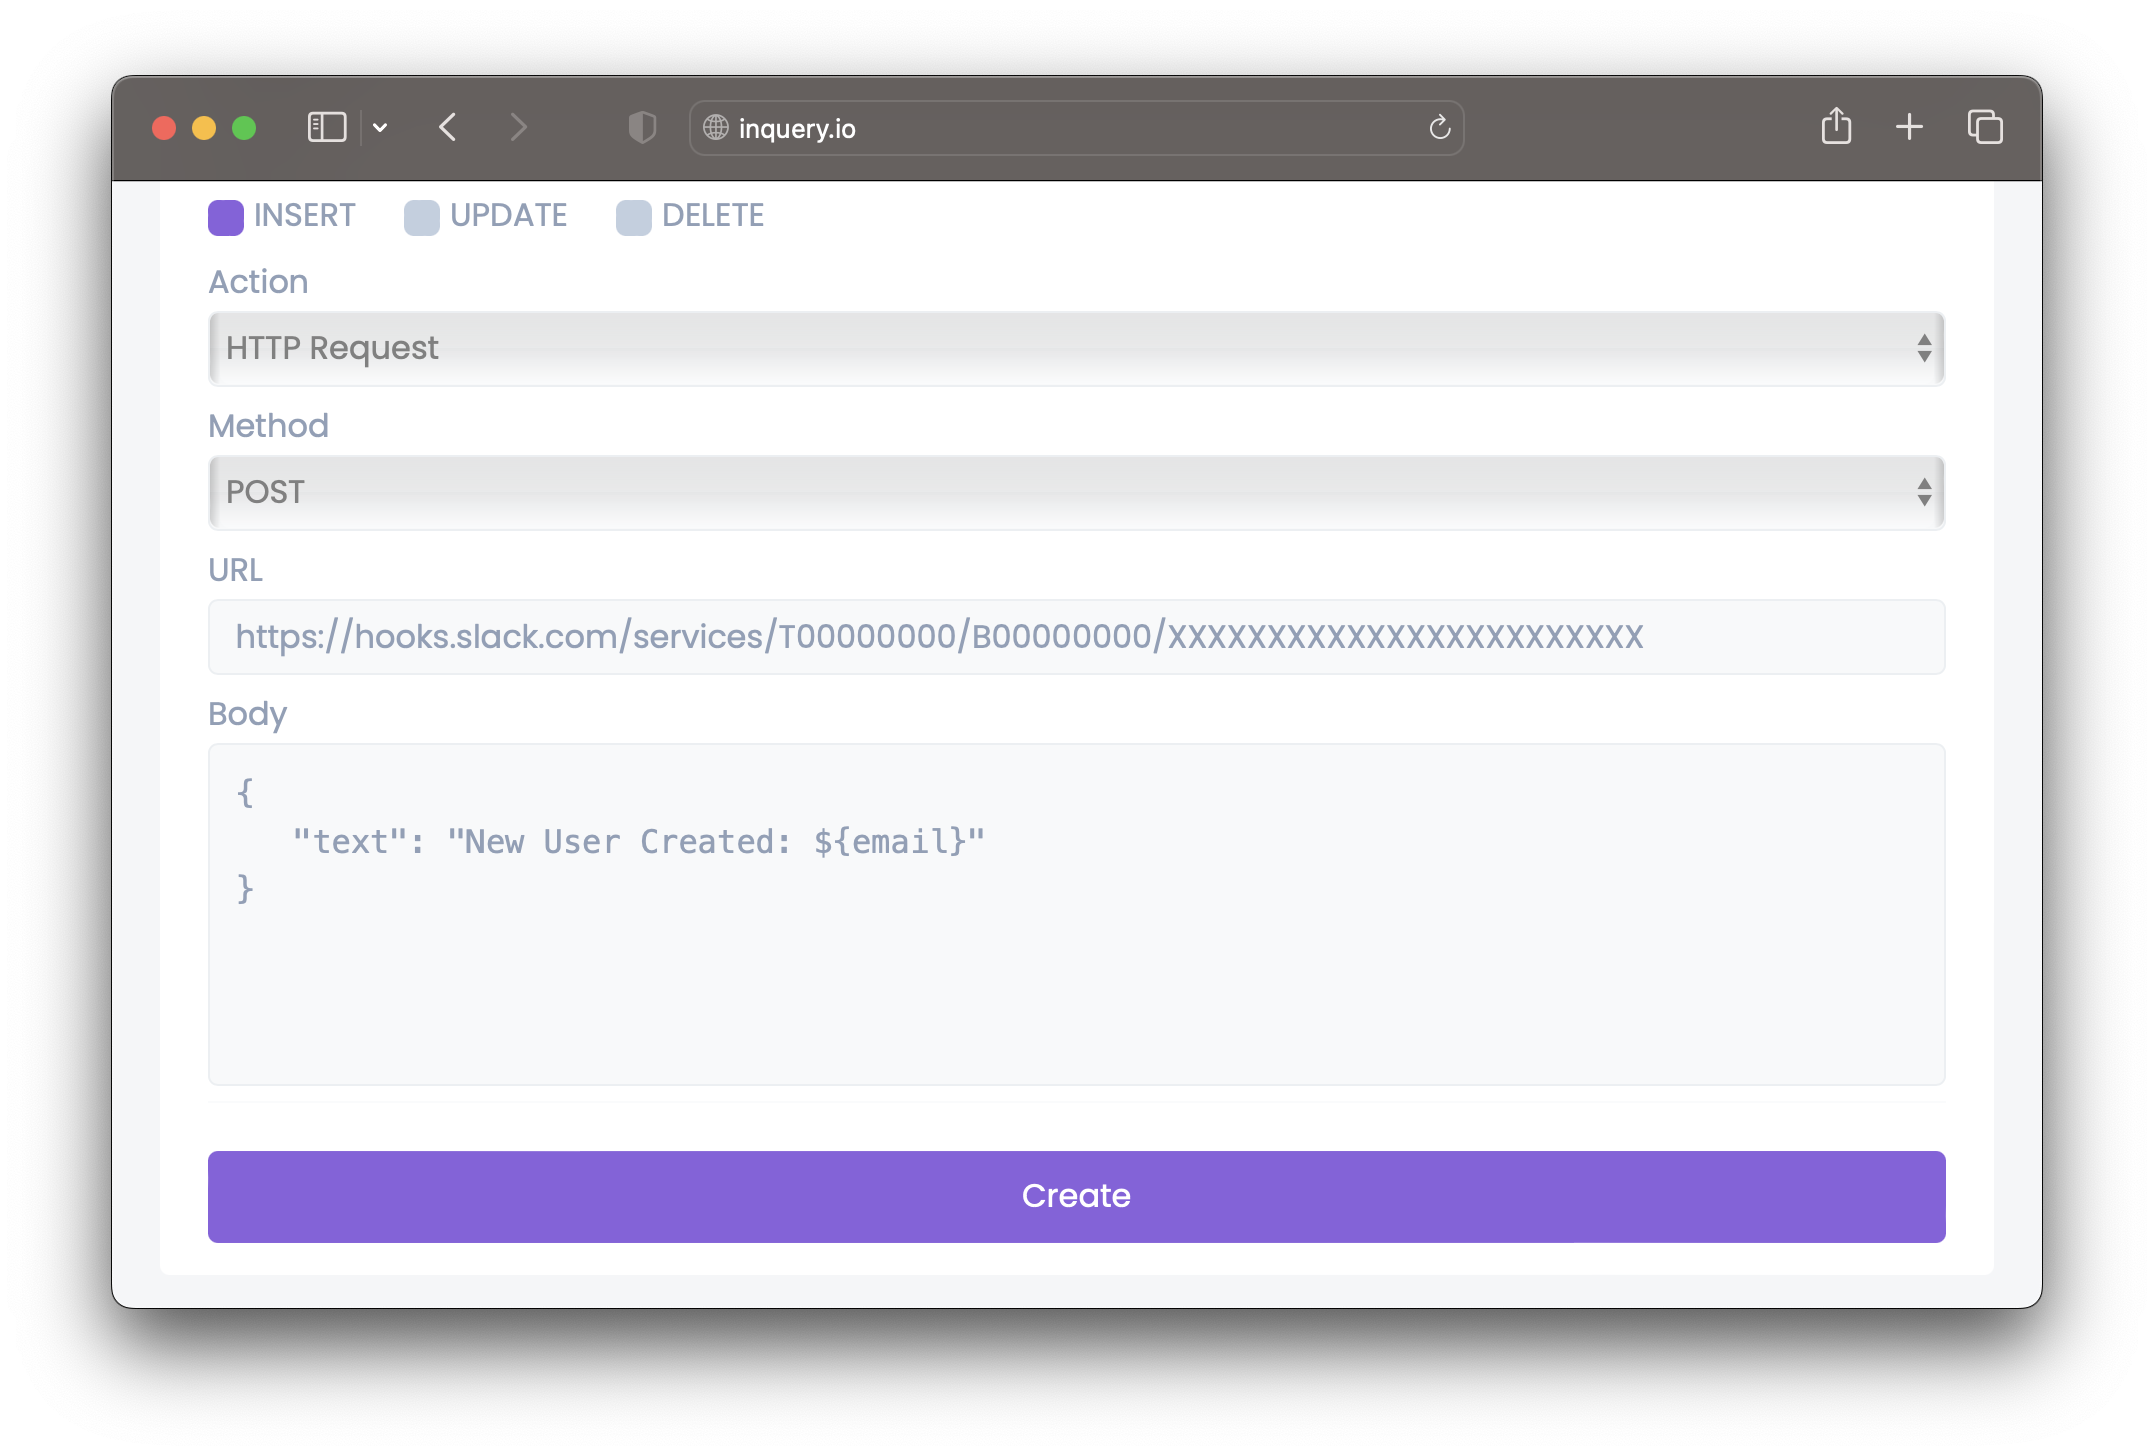 inquery.io
INSERT UPDATE DELETE
Action
HTTP Request
Method
POST
URL
https://hooks.slack.com/services/T00000000/B00000000/XXXXXXXXXXXXXXXXXXXXXXXX
Body
{
"text": "New User Created: ${email}"
}
Create